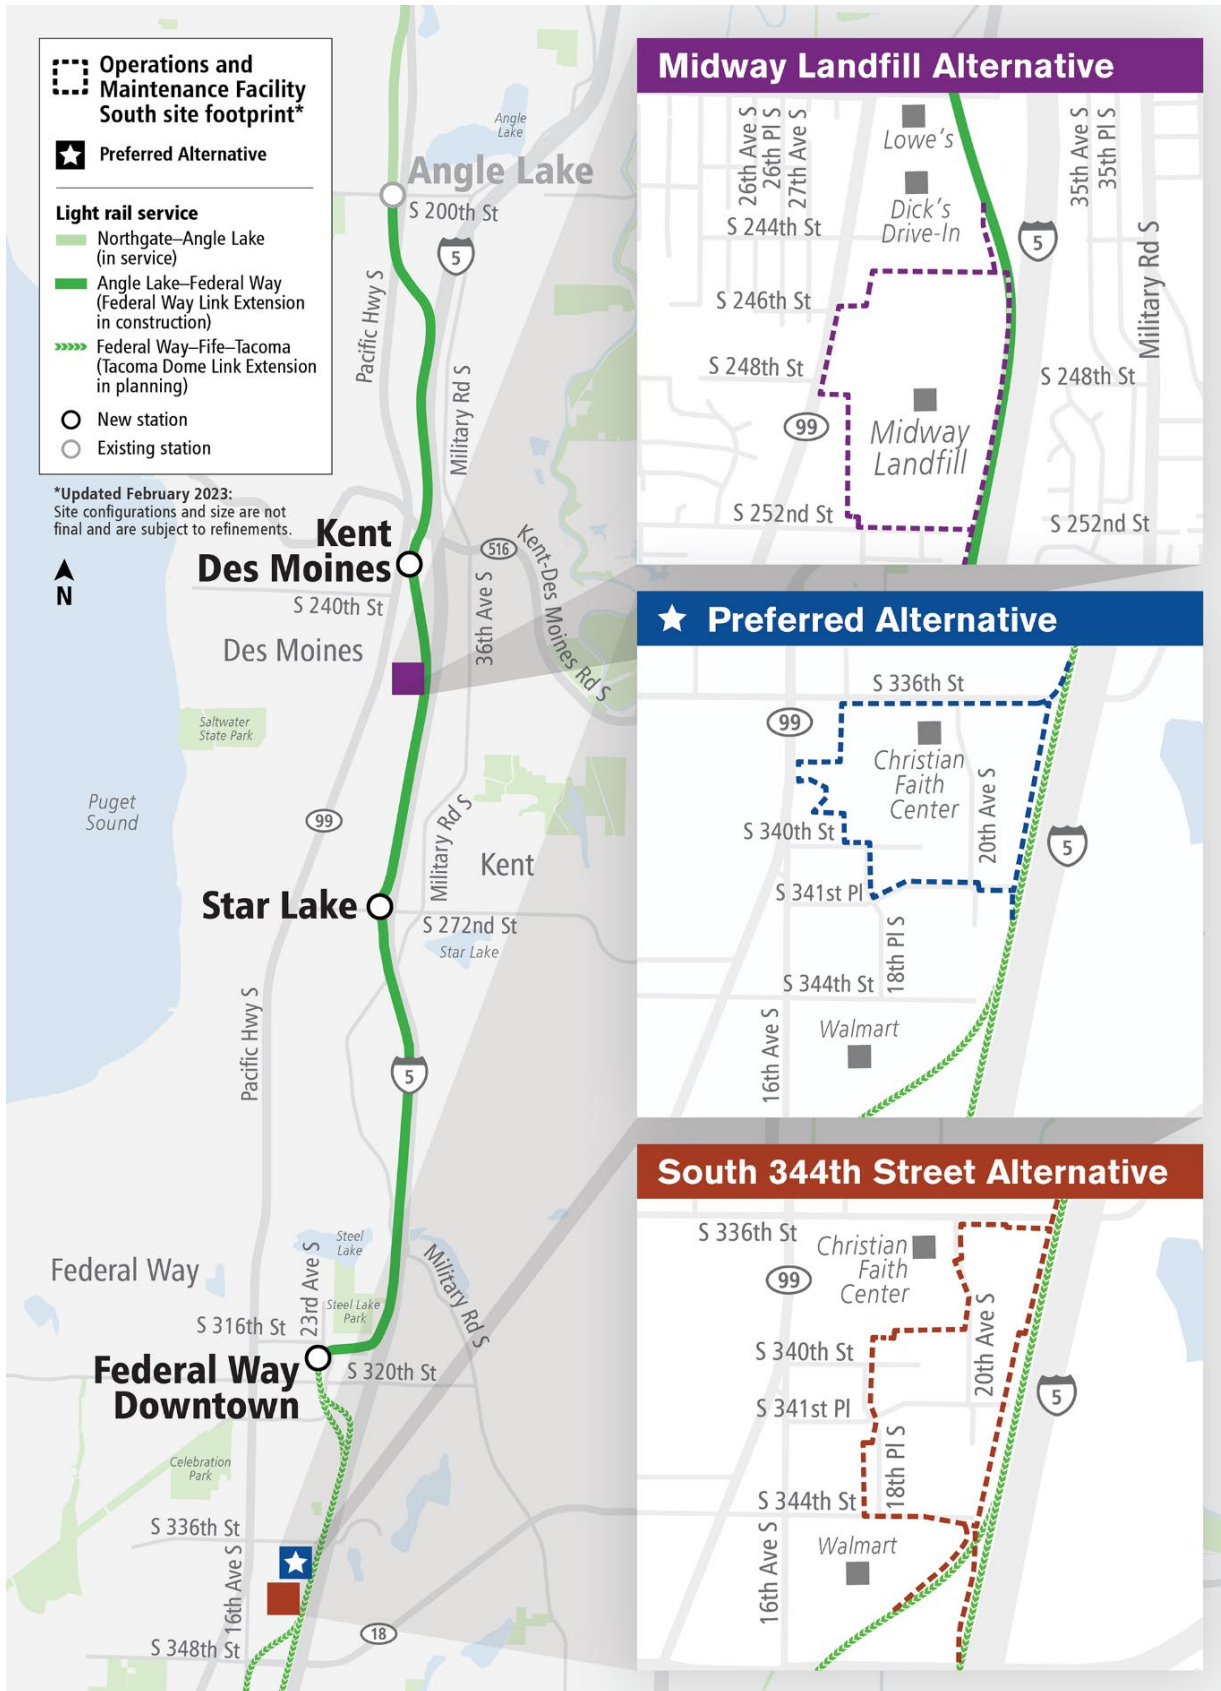 Operations and
Maintenance Facility
South site footprint*
Preferred Alternative
Light rail service
Northgate–Angle Lake
(in service)
Angle Lake–Federal Way
(Federal Way Link Extension
in construction)
Federal Way–Fife–Tacoma
(Tacoma Dome Link Extension
in planning)
New station
Existing station
*Updated February 2023:
Site configurations and size are not
final and are subject to refinements.
N
Angle
Lake
Angle Lake
S 200th St
5
Pacific Hwy S
Military Rd S
Kent
Des Moines
516
Kent-Des Moines Rd S
S 240th St
36th Ave S
Des Moines
Saltwater
State Park
Puget
Sound
99
Military Rd S
Kent
Star Lake
S 272nd St
Star Lake
Pacific Hwy S
5
Steel
Lake
Military Rd S
Federal Way
23rd Ave S
Steel Lake
Park
S 316th St
Federal Way
Downtown
S 320th St
Celebration
Park
S 336th St
16th Ave S
18
S 348th St
Midway Landfill Alternative
26th Ave S
26th Pl S
27th Ave S
Lowe's
35th Ave S
35th Pl S
Dick's
Drive-In
S 244th St
5
Military Rd S
S 246th St
S 248th St
S 248th St
99
Midway
Landfill
S 252nd St
S 252nd St
Preferred Alternative
S 336th St
99
Christian
Faith
Center
20th Ave S
S 340th St
5
S 341st Pl
18th Pl S
S 344th St
16th Ave S
Walmart
South 344th Street Alternative
S 336th St
Christian
Faith
Center
99
20th Ave S
S 340th St
5
S 341st Pl
18th Pl S
S 344th St
16th Ave S
Walmart